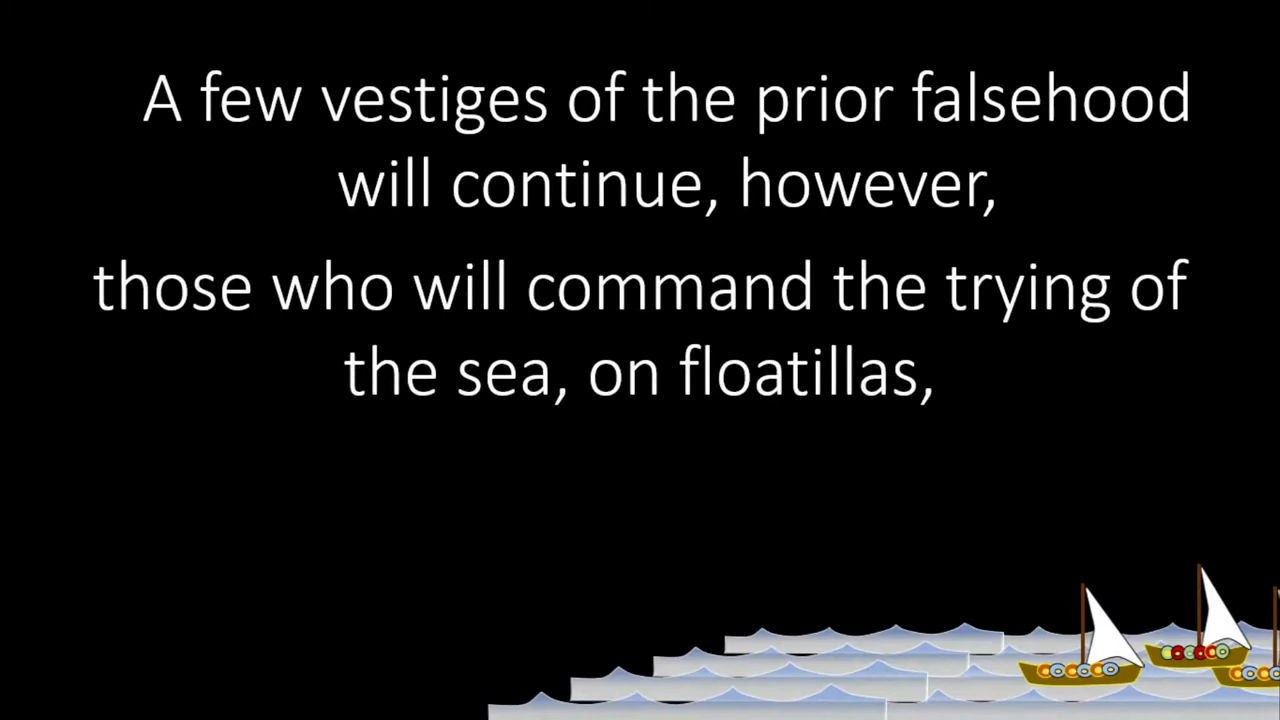 A few vestiges of the prior falsehood
will continue, however,
those who will command the trying of
the sea, on floatillas,